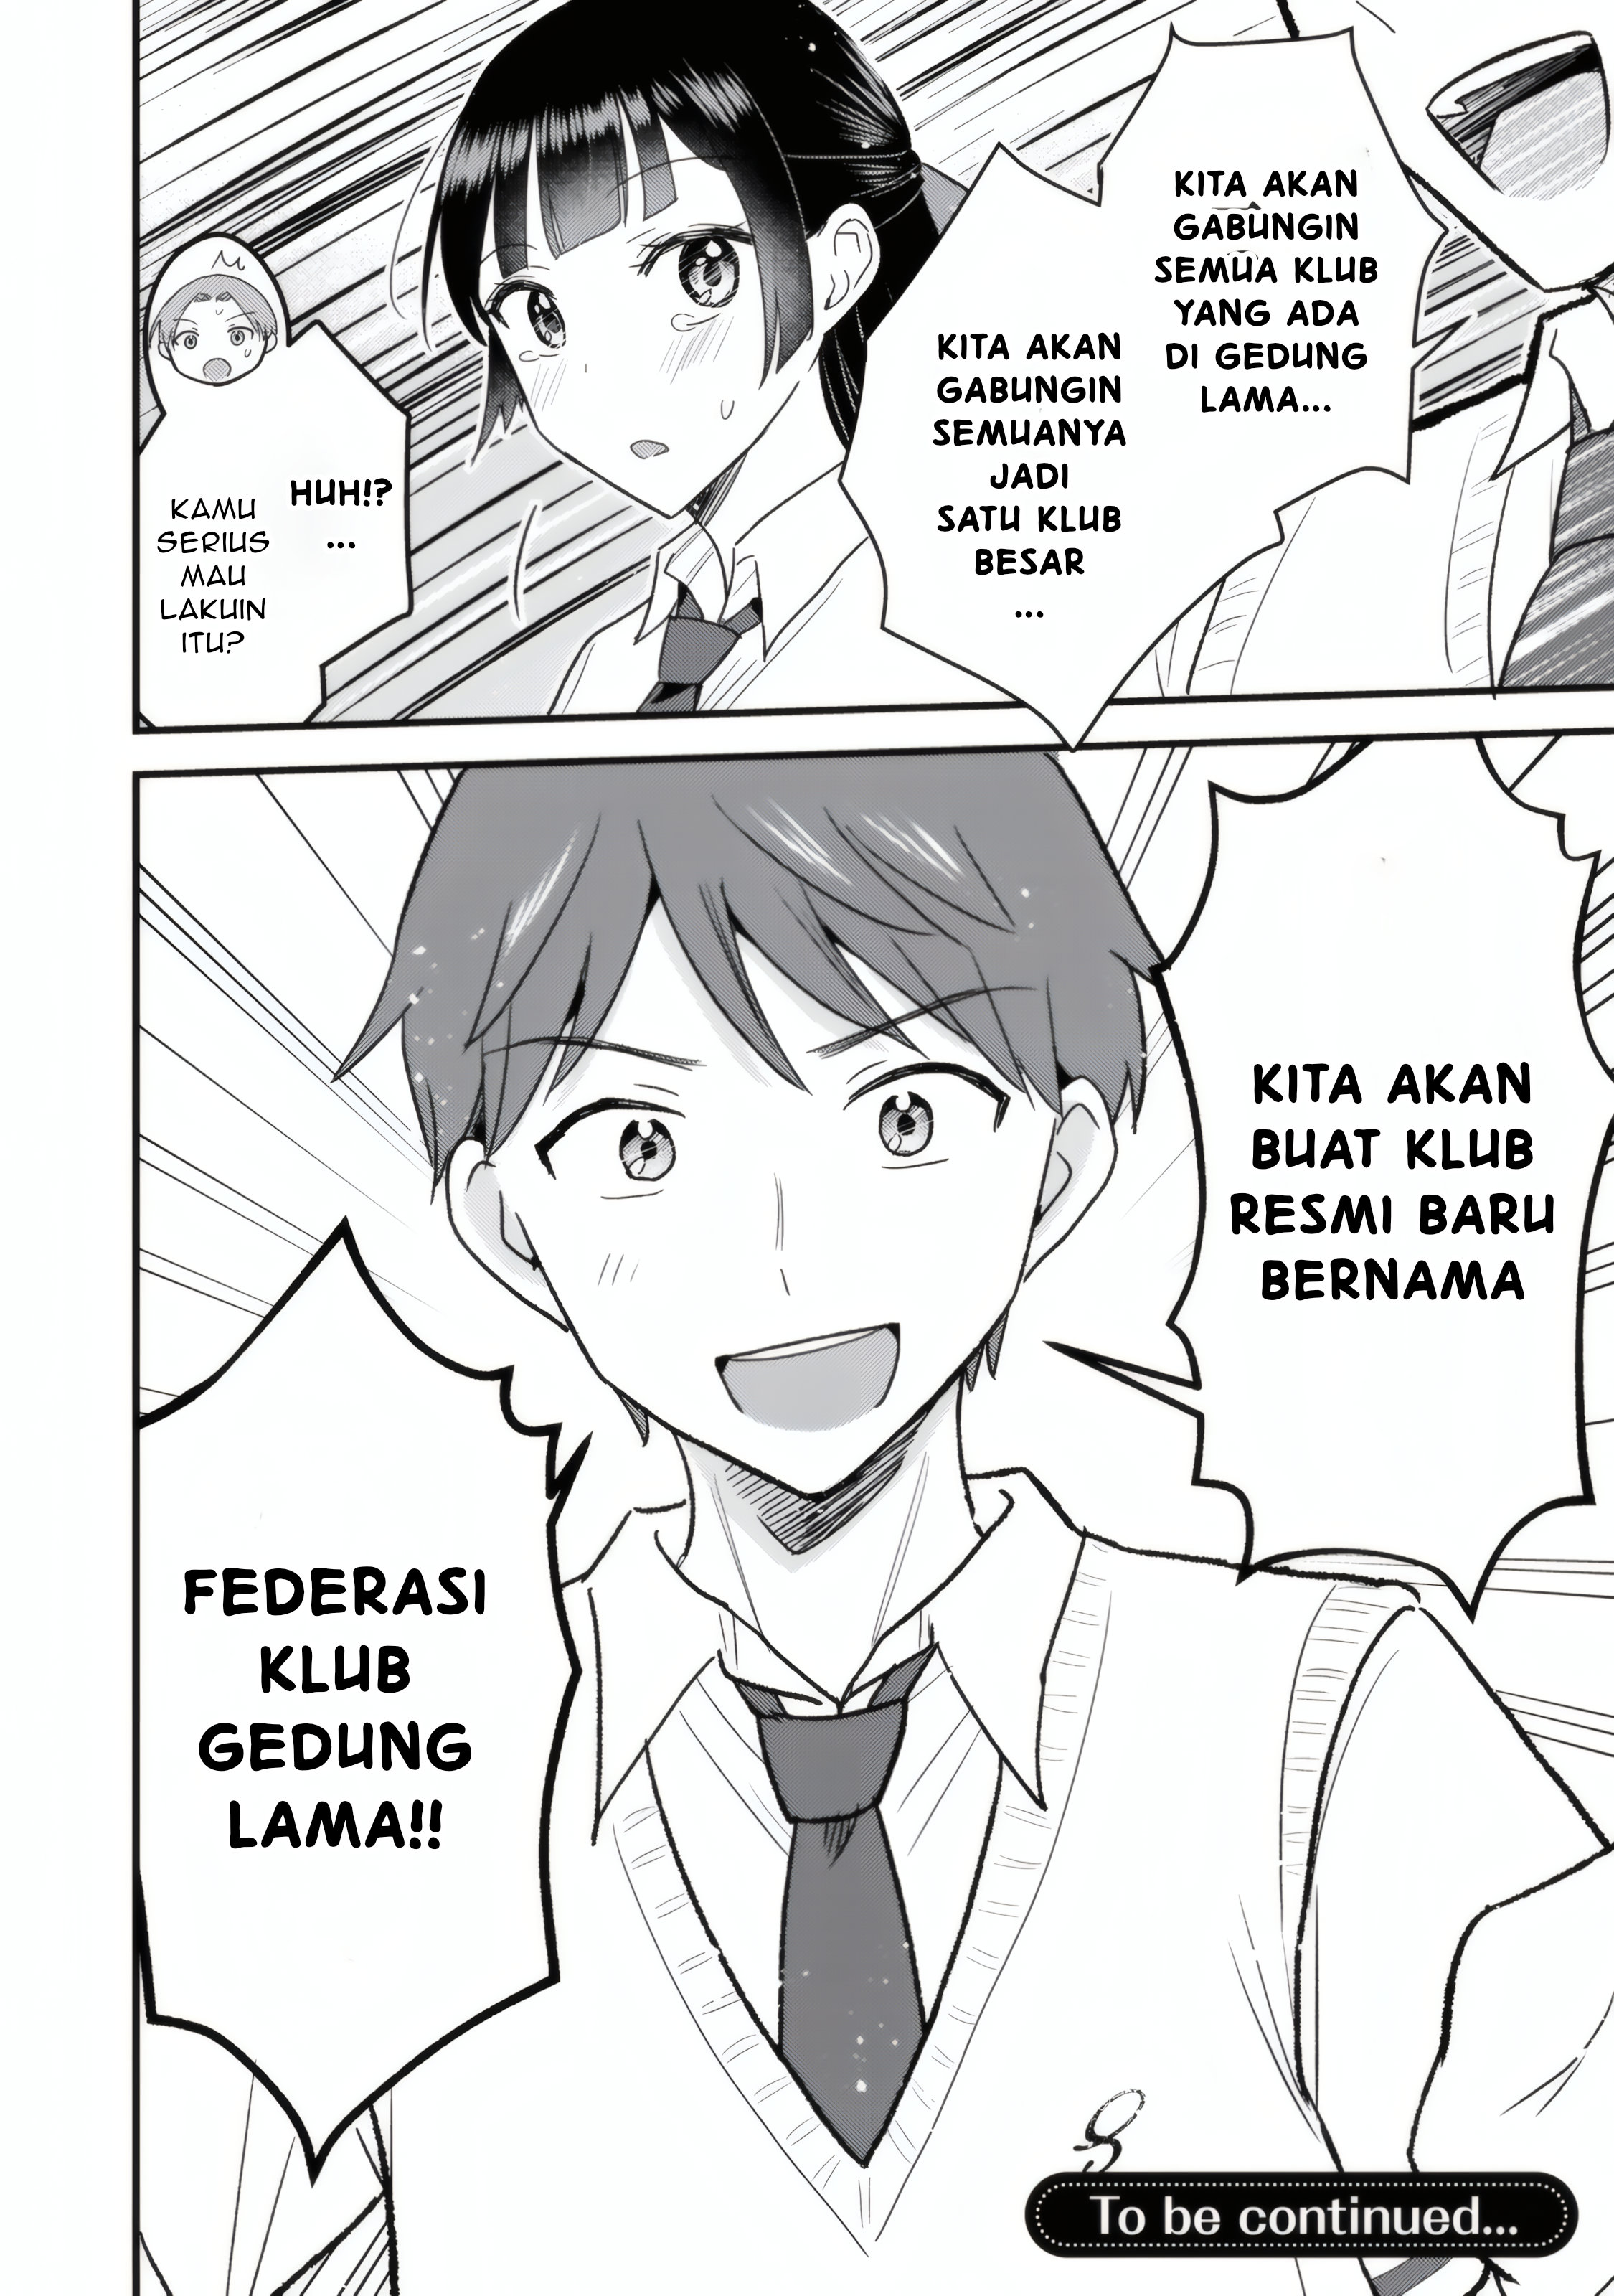 KITA AKAN
GABUNGIN
SEMUA KLUB
YANG ADA
DI GEDUNG
LAMA...
KITA AKAN
GABUNGIN
SEMUANYA
JADI
SATU KLUB
BESAR
...
HUH!?
...
KAMU
SERIUS
MAU
LAKUIN
ITU?
KITA AKAN
BUAT KLUB
RESMI BARU
BERNAMA
FEDERASI
KLUB
GEDUNG
LAMA!!
To be continued...